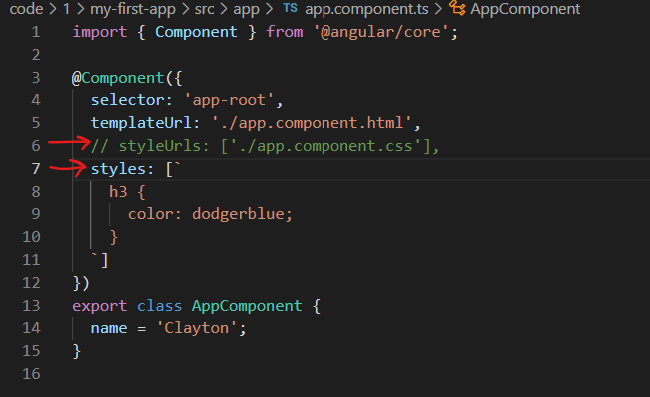 code > 1 > my-first-app > src > app > TS app.component.ts > AppComponent
1 import { Component } from '@angular/core';
2
3 @Component({
4 selector: 'app-root',
5 templateUrl: './app.component.html',
6 // styleUrls: ['./app.component.css'],
7 styles: [`
8 h3 {
9 color: dodgerblue;
10 }
11 `]
12 })
13 export class AppComponent {
14 name = 'Clayton';
15 }
16